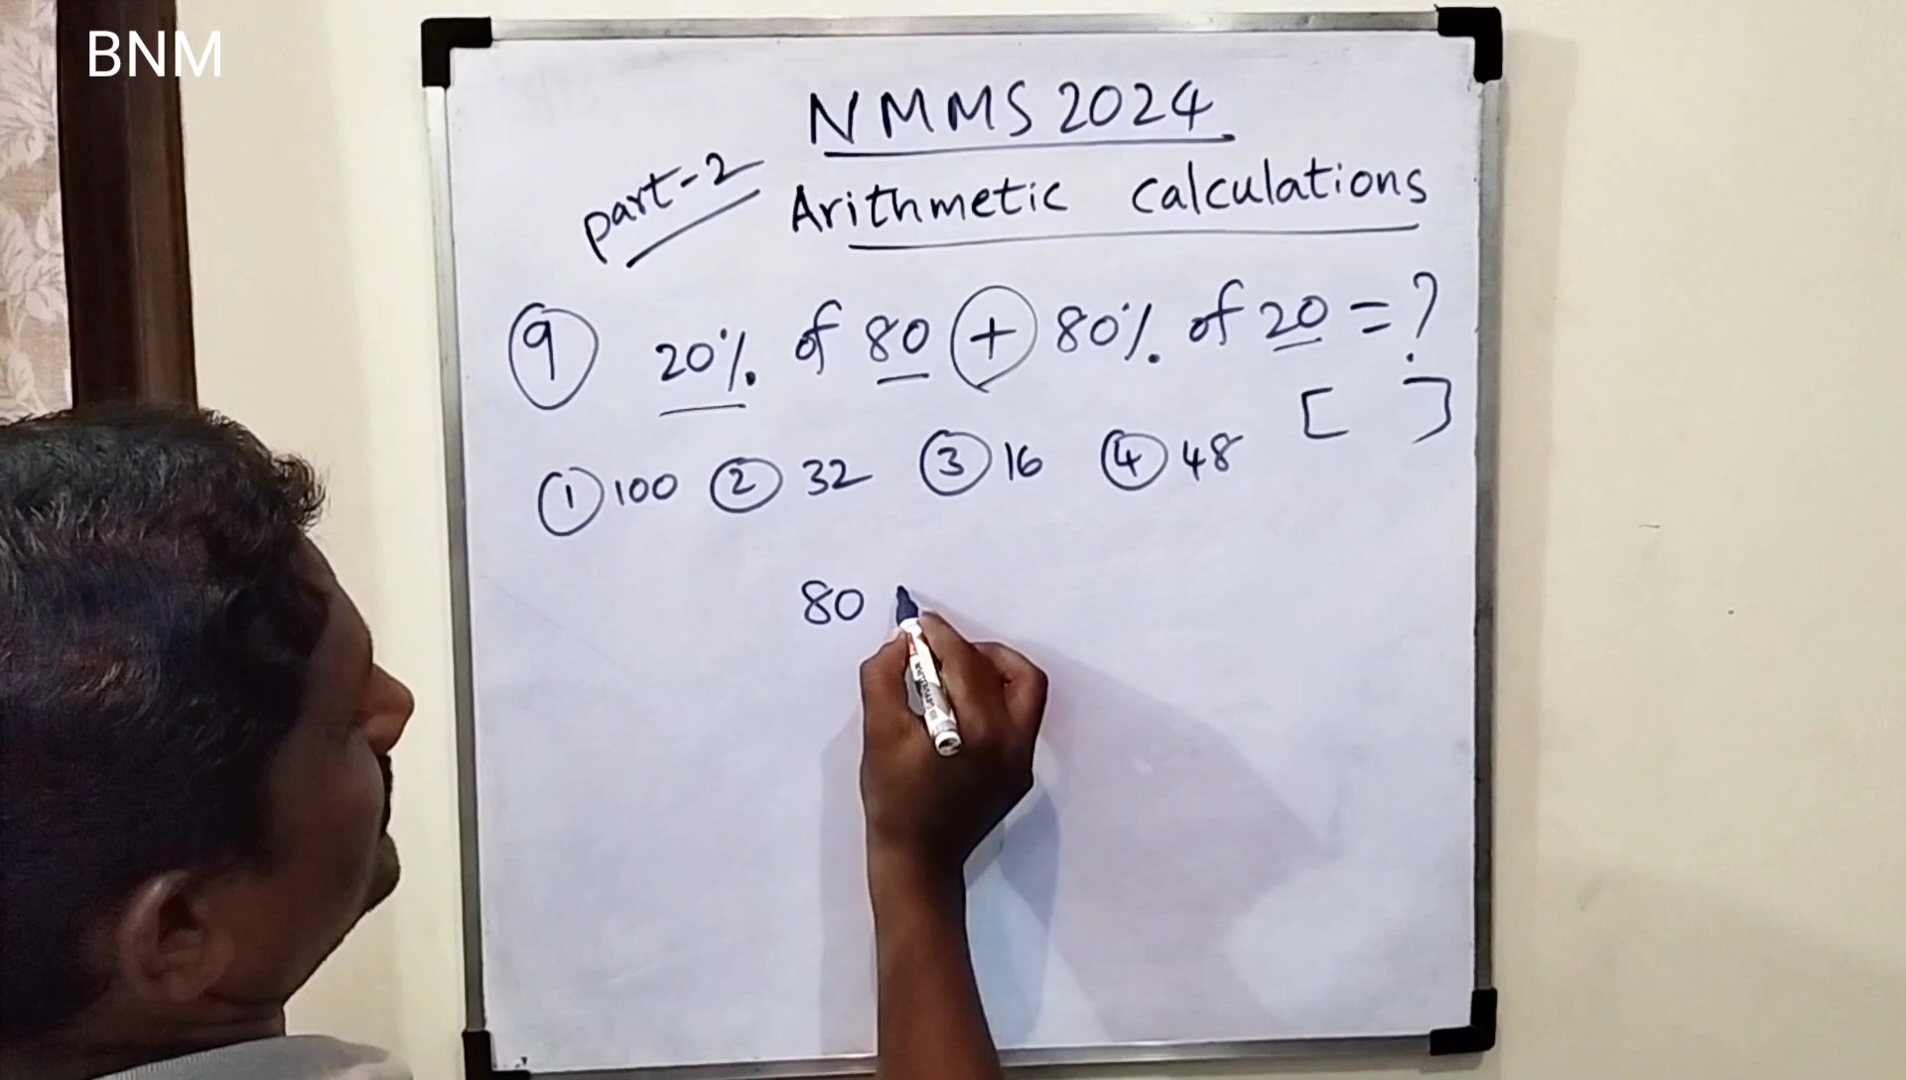 BNM
NMMS 2024
part-2 Arithmetic calculations
9 20% of 80 + 80% of 20 = ?
[ ]
1 100 2 32 3 16 4 48
80